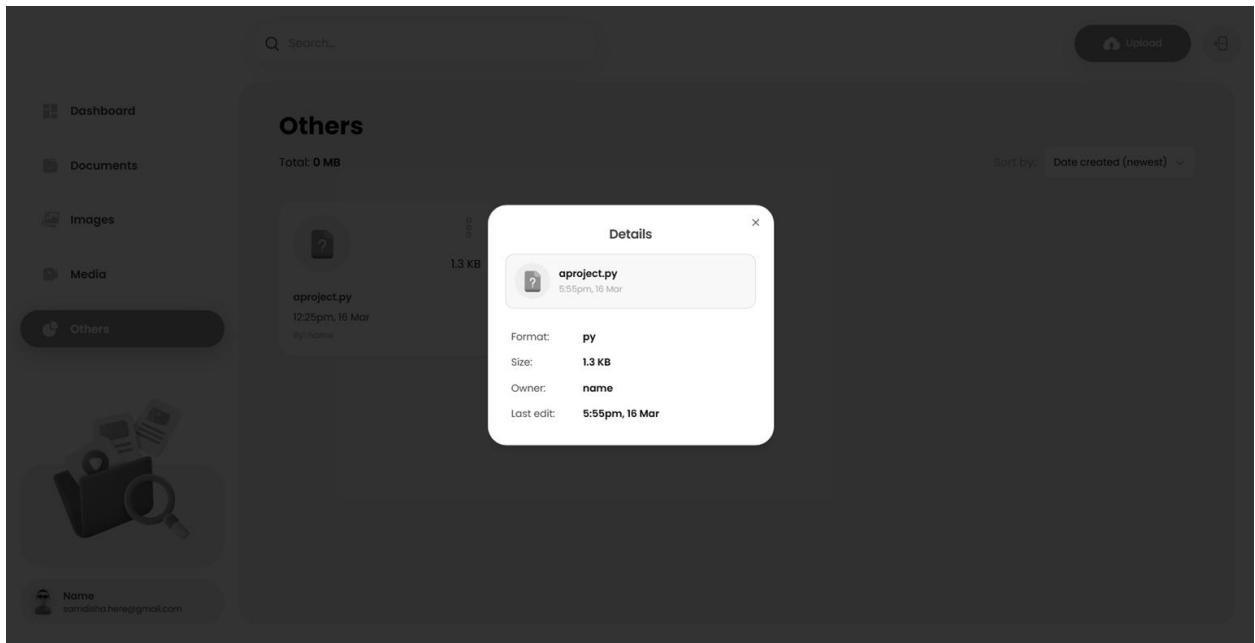 Search...
Upload
Dashboard
Documents
Images
Media
Others
Others
Total: 0 MB
Sort by:
Date created (newest)
1.3 KB
aproject.py
12:25pm, 16 Mar
By: name
Details
aproject.py
5:55pm, 16 Mar
Format: py
Size: 1.3 KB
Owner: name
Last edit: 5:55pm, 16 Mar
Name
samdisha.here@gmail.com